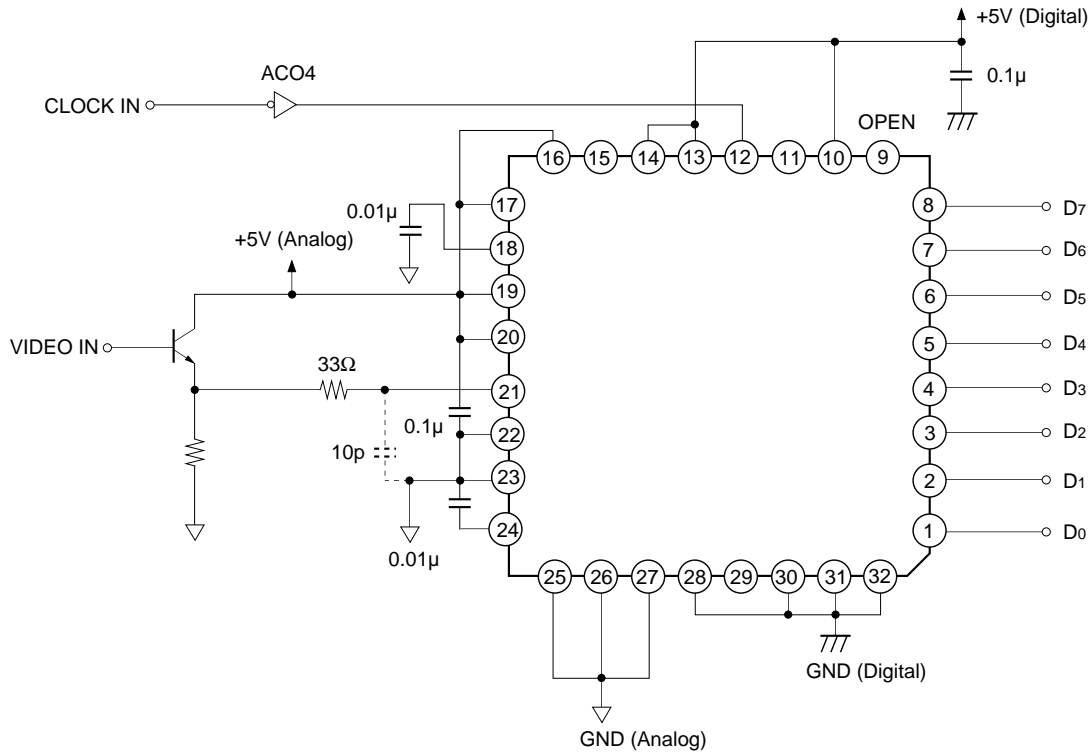 +5V (Digital)
ACO4
0.1µ
CLOCK IN
OPEN
16 15 14 13 12 11 10 9
17
8
D7
0.01µ
+5V (Analog)
18
7
D6
19
6
D5
20
5
D4
VIDEO IN
33Ω
21
4
D3
0.1µ
22
3
D2
10p
23
2
D1
24
1
D0
0.01µ
25 26 27 28 29 30 31 32
GND (Digital)
GND (Analog)